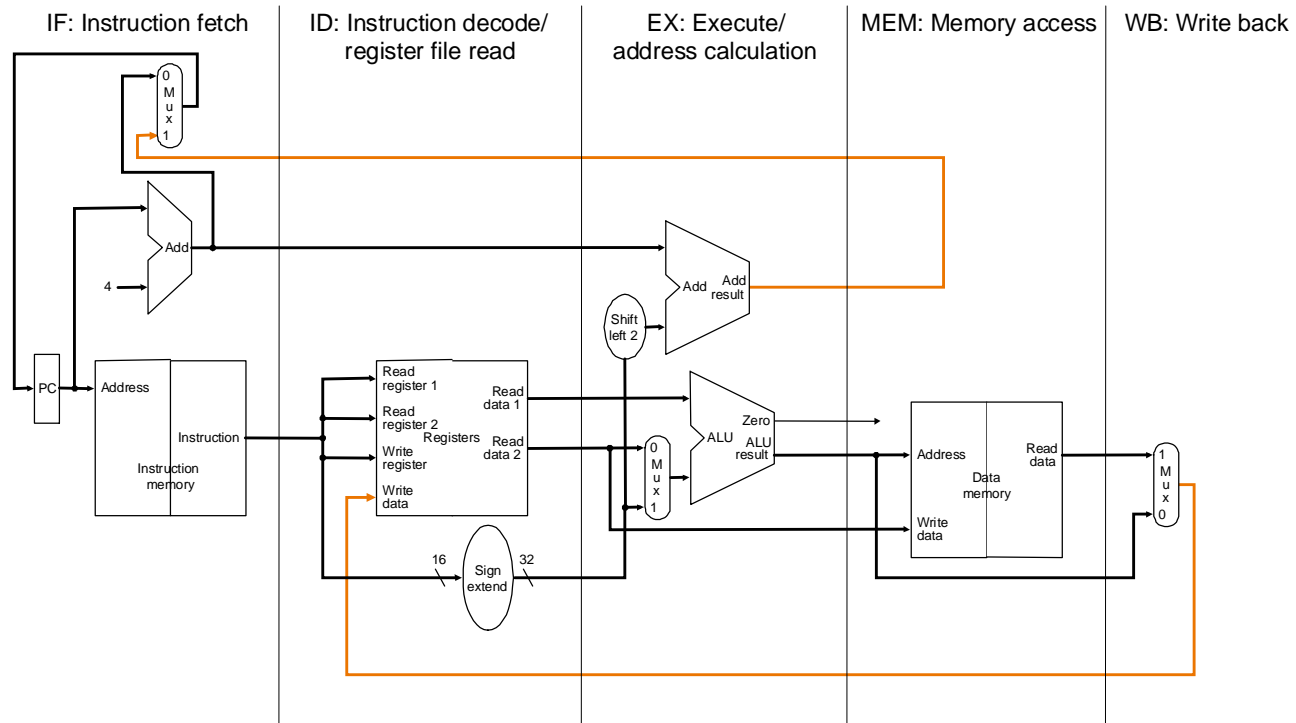 IF: Instruction fetch
ID: Instruction decode/
register file read
EX: Execute/
address calculation
MEM: Memory access
WB: Write back
0
M
u
x
1
Add
4
PC
Address
Instruction
Instruction
memory
Read
register 1
Read
register 2
Write
register
Write
data
Registers
Read
data 1
Read
data 2
16
Sign
extend
32
Shift
left 2
Add
Add
result
0
M
u
x
1
ALU
Zero
ALU
result
Address
Write
data
Data
memory
Read
data
1
M
u
x
0